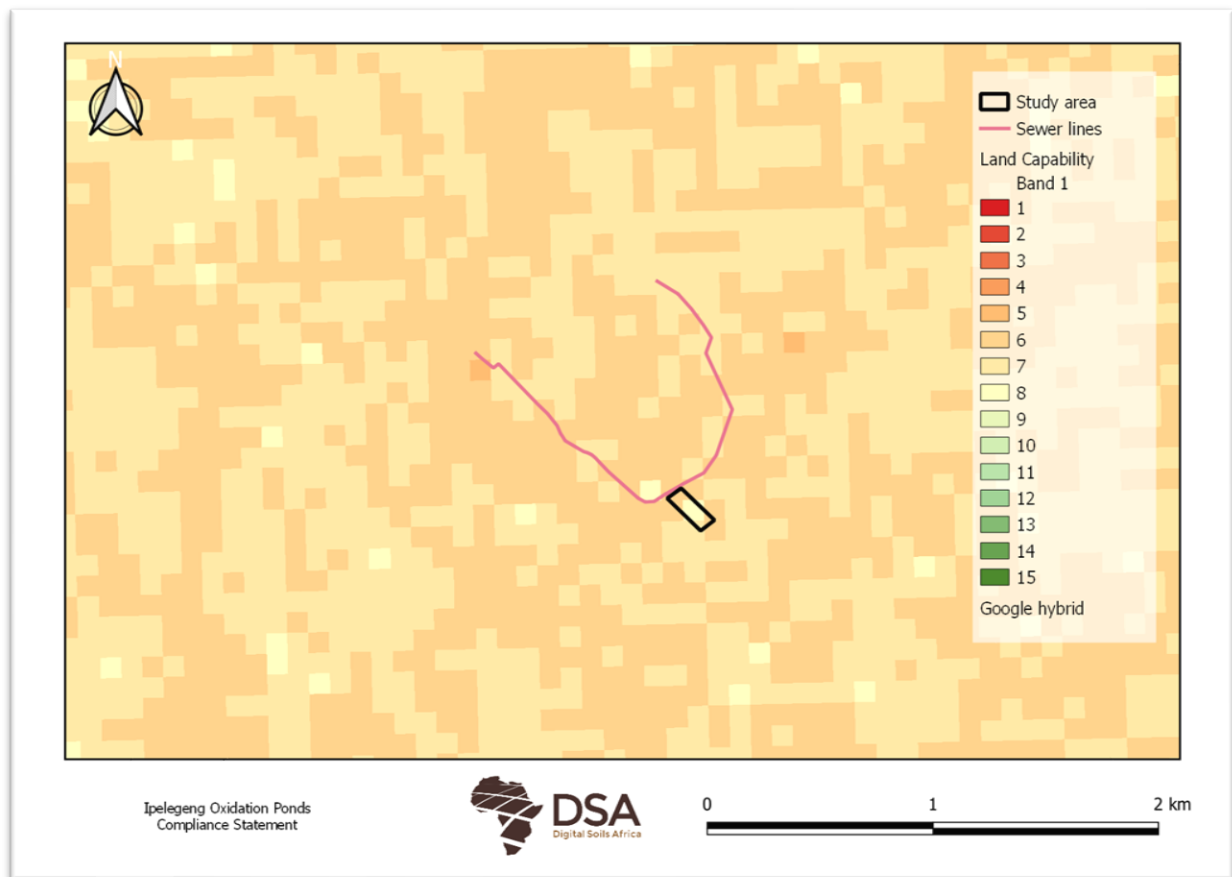 N
Study area
Sewer lines
Land Capability
Band 1
1
2
3
4
5
6
7
8
9
10
11
12
13
14
15
Google hybrid
Ipelegeng Oxidation Ponds
Compliance Statement
DSA
Digital Soils Africa
0 1 2 km